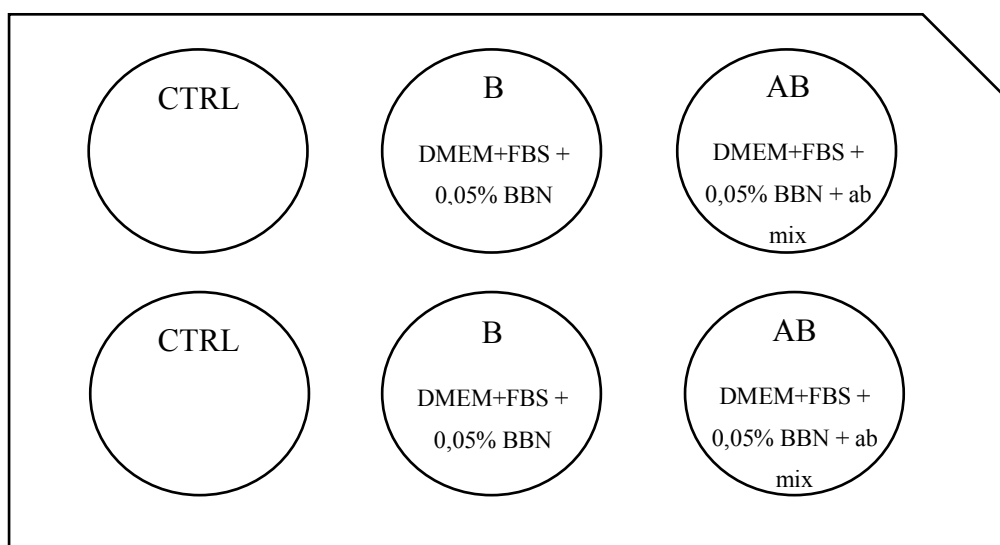 CTRL
B
DMEM+FBS +
0,05% BBN
AB
DMEM+FBS +
0,05% BBN + ab
mix
CTRL
B
DMEM+FBS +
0,05% BBN
AB
DMEM+FBS +
0,05% BBN + ab
mix